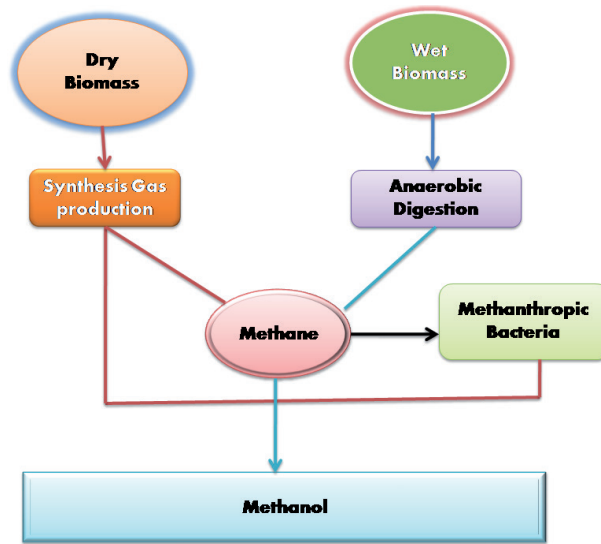 Dry
Biomass
Wet
Biomass
Synthesis Gas
production
Anaerobic
Digestion
Methane
Methanthropic
Bacteria
Methanol